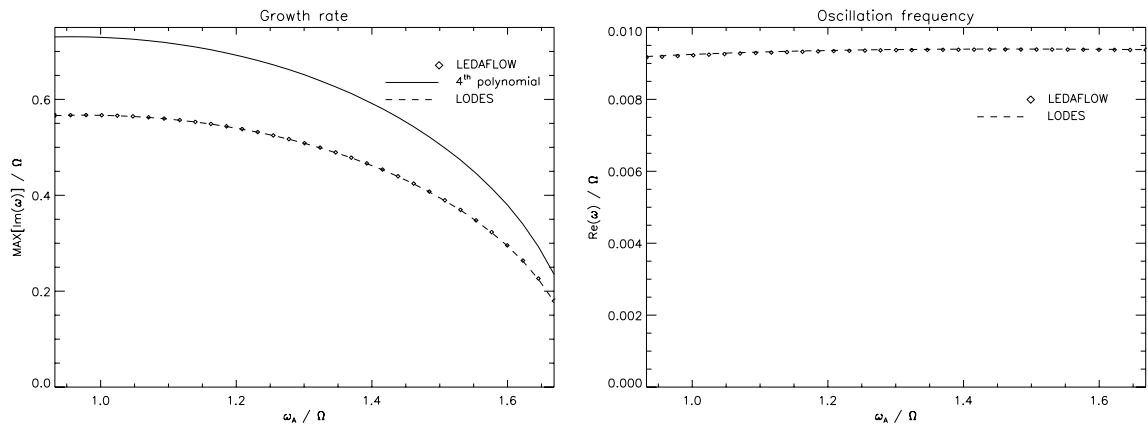 Growth rate
MAX[Im(ω)] / Ω
0.6
0.4
0.2
0.0
LEDAFLOW
4th polynomial
LODES
1.0 1.2 1.4 1.6
ω_A / Ω
Oscillation frequency
Re(ω) / Ω
0.010
0.008
0.006
0.004
0.002
0.000
LEDAFLOW
LODES
1.0 1.2 1.4 1.6
ω_A / Ω